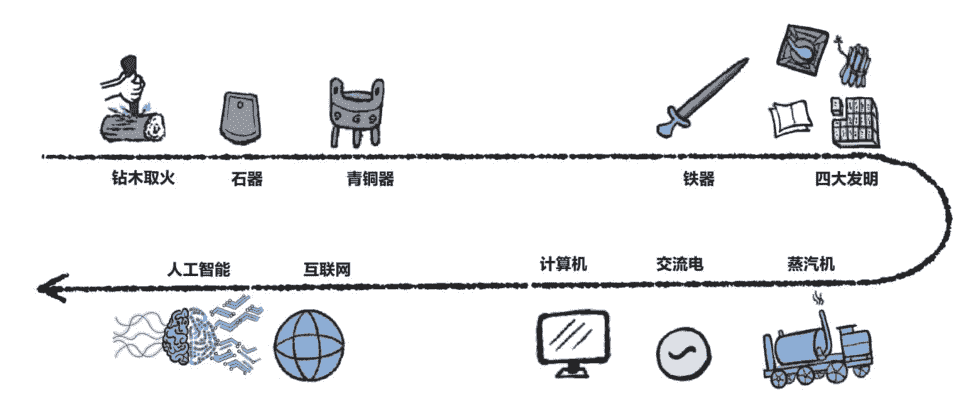 钻木取火
石器
青铜器
铁器
四大发明
蒸汽机
交流电
计算机
互联网
人工智能